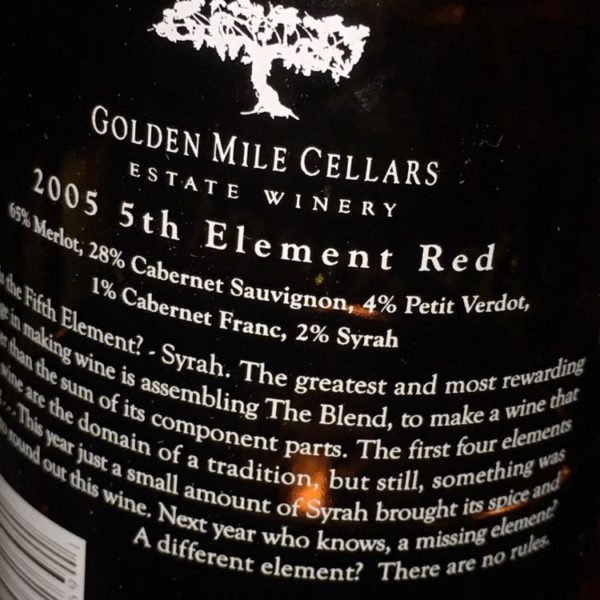 GOLDEN MILE CELLARS
ESTATE WINERY
2005 5th Element Red
65% Merlot, 28% Cabernet Sauvignon, 4% Petit Verdot,
1% Cabernet Franc, 2% Syrah
the Fifth Element? - Syrah. The greatest and most rewarding
in making wine is assembling The Blend, to make a wine that
than the sum of its component parts. The first four elements
wine are the domain of a tradition, but still, something was
...This year just a small amount of Syrah brought its spice and
round out this wine. Next year who knows, a missing element?
A different element? There are no rules.